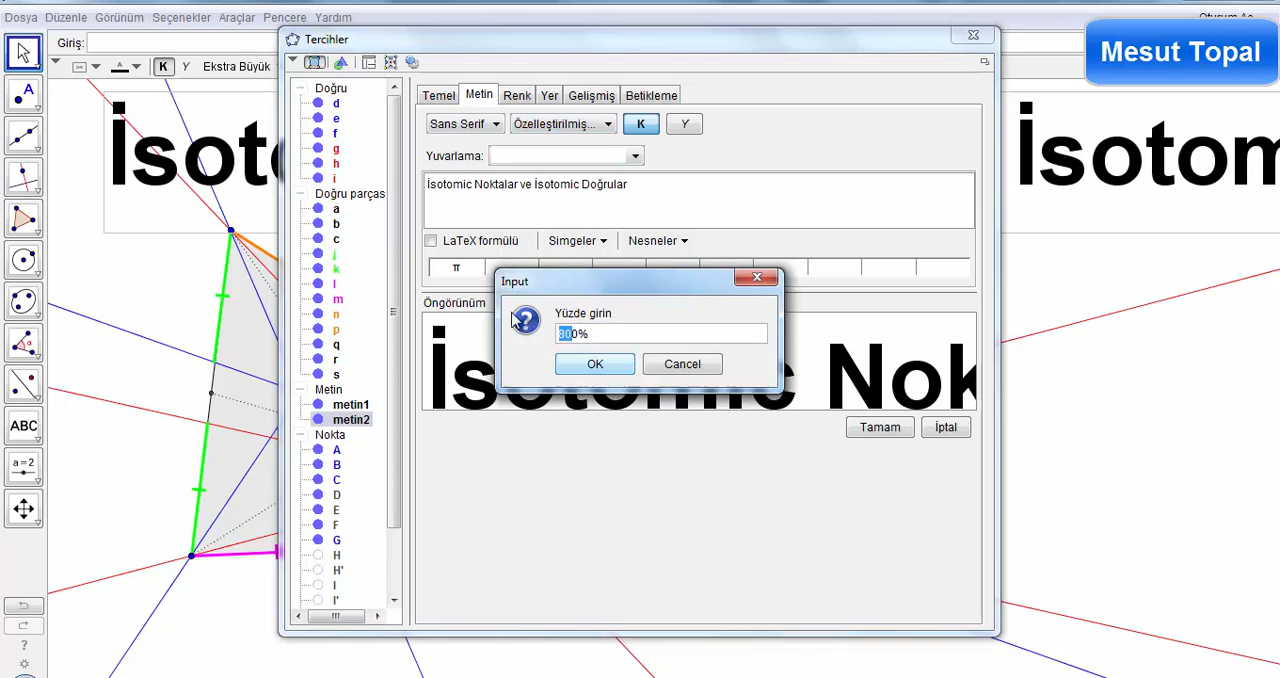 Dosya Düzenle Görünüm Seçenekler Araçlar Pencere Yardım
Mesut Topal
Giriş:
K Y Ekstra Büyük
Tercihler
İsotom
Temel Metin Renk Yer Gelişmiş Betikleme
Sans Serif Özelleştirilmiş... K Y
Yuvarlama:
İsotomic Noktalar ve İsotomic Doğrular
LaTeX formülü Simgeler Nesneler
π
Öngörünüm
İsotomic Nok
Tamam İptal
Input
Yüzde girin
800%
OK Cancel
Doğru
d
e
f
g
h
i
Doğru parças
a
b
c
j
k
l
m
n
p
q
r
s
Metin
metin1
metin2
Nokta
A
B
C
D
E
F
G
H
H'
I
I'
A
α
ABC
a=2
?